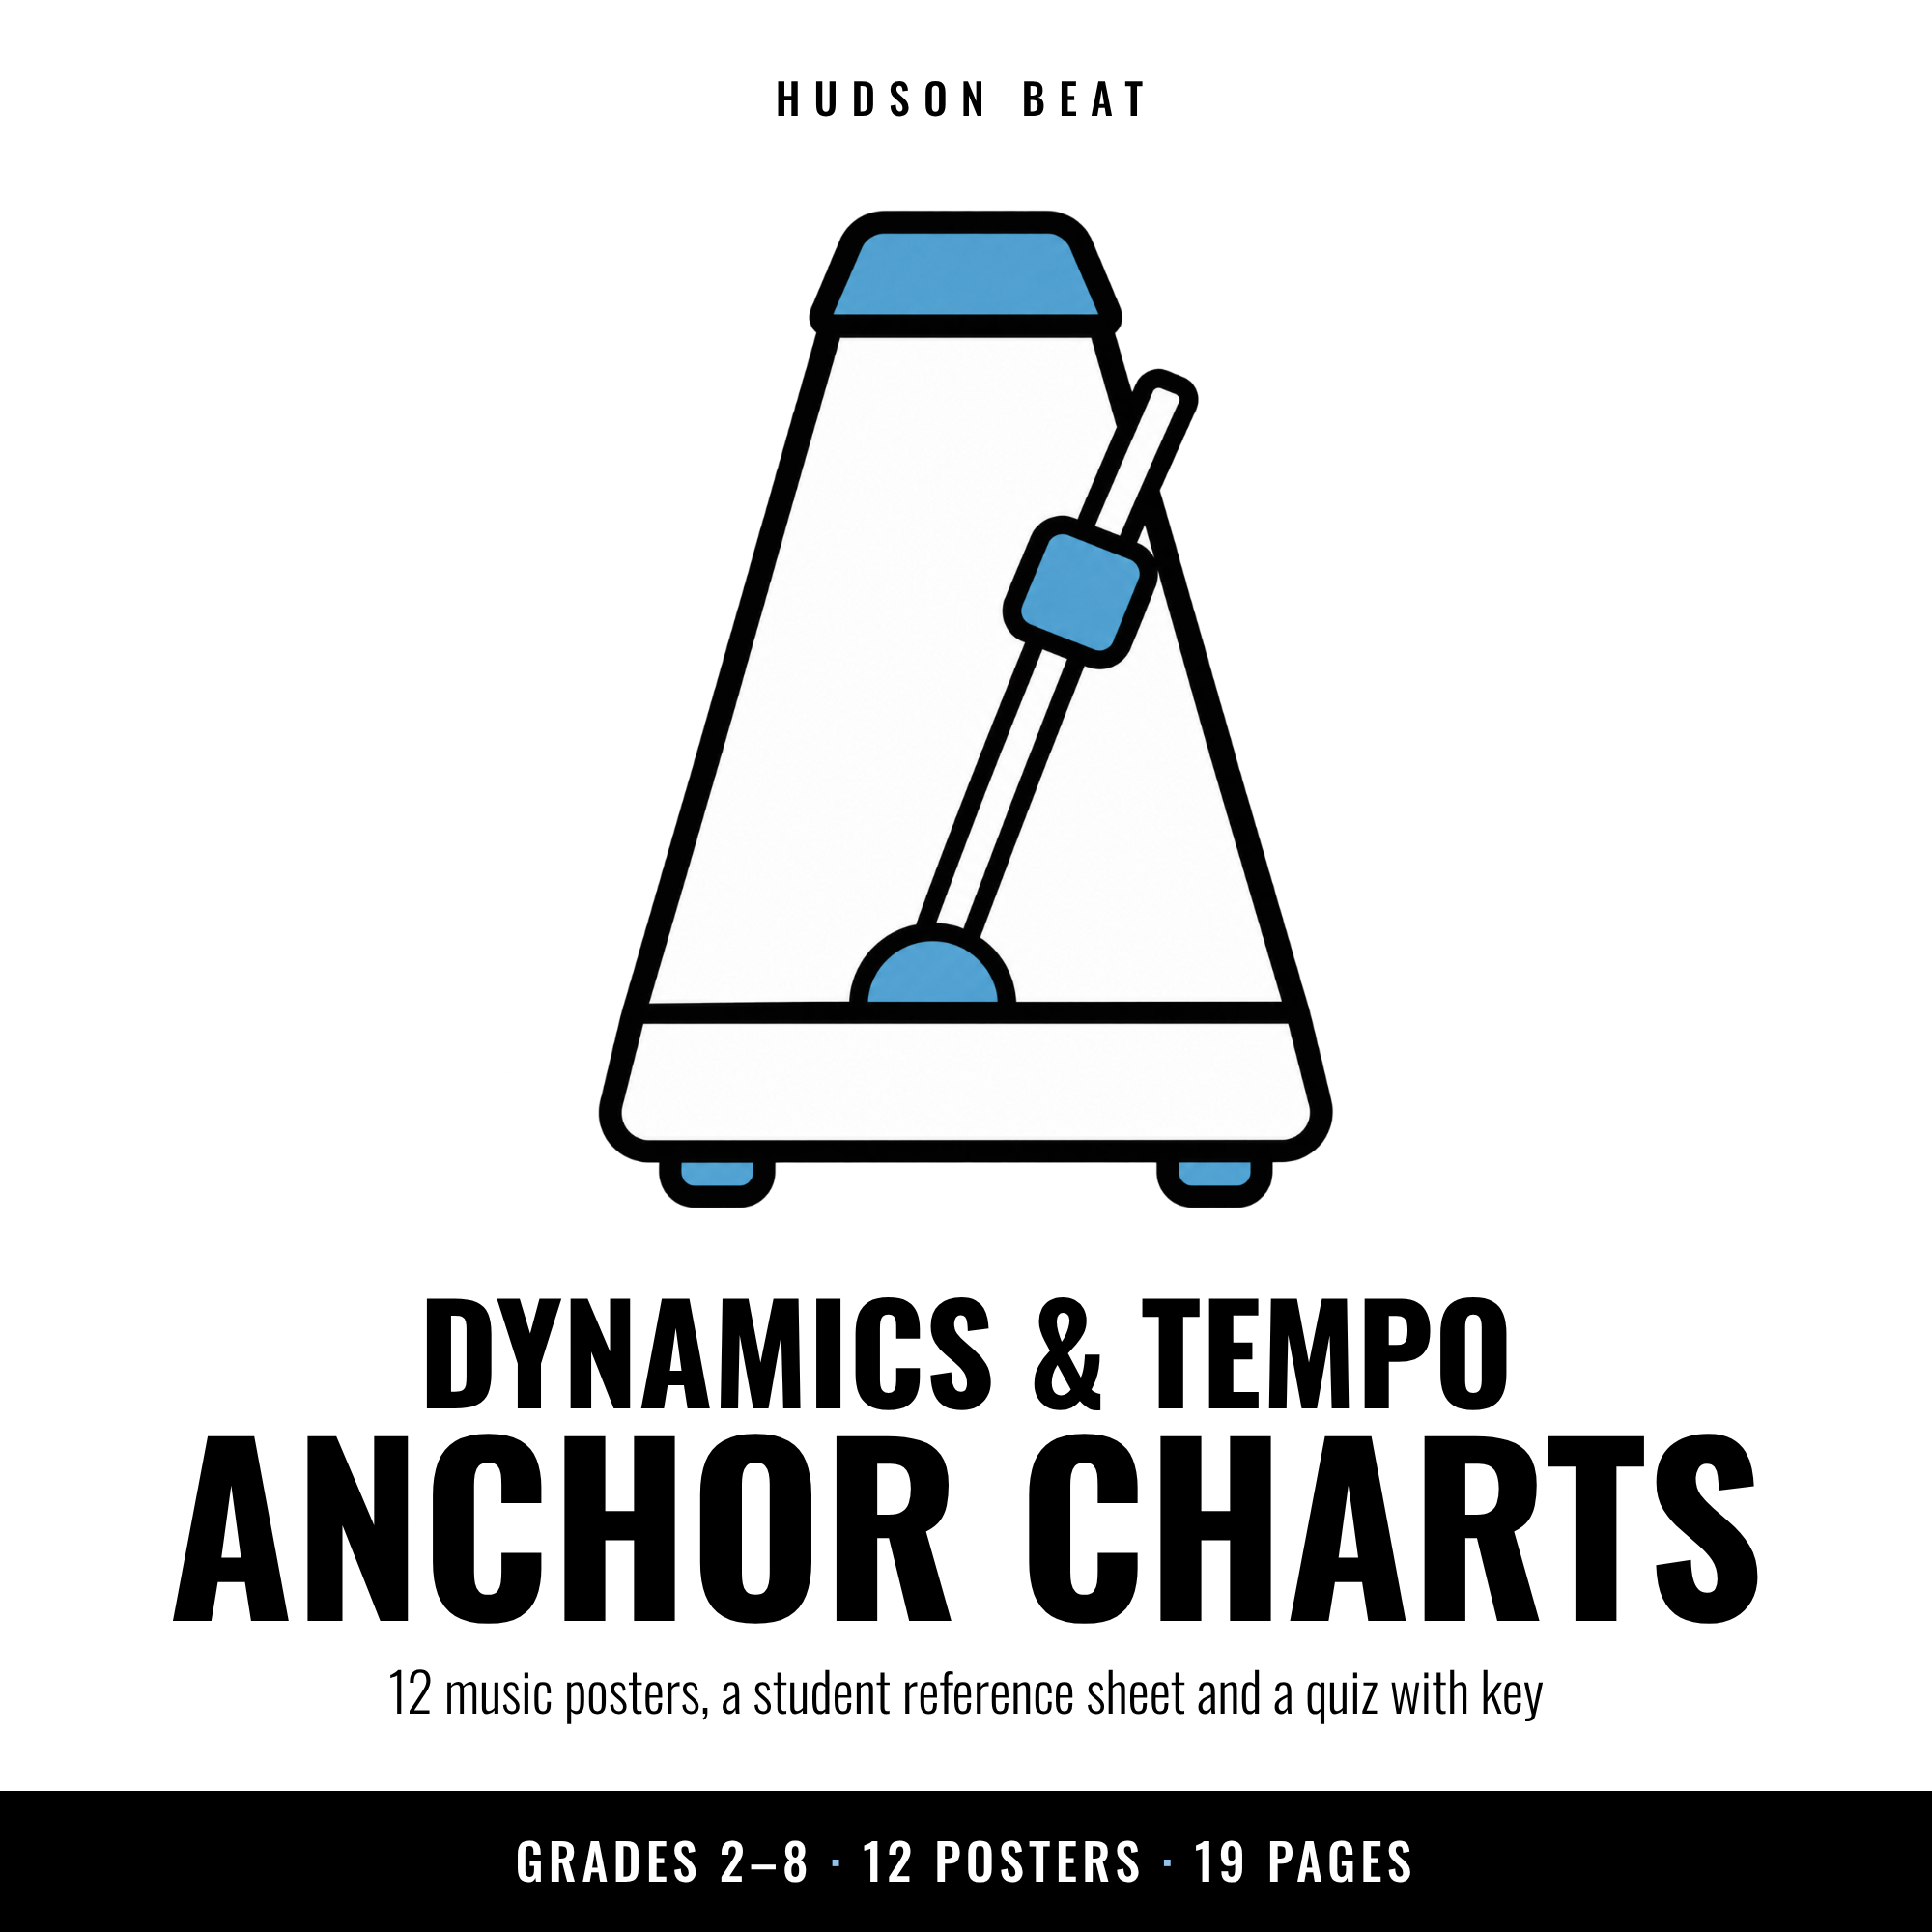 HUDSON BEAT
DYNAMICS & TEMPO
ANCHOR CHARTS
12 music posters, a student reference sheet and a quiz with key
GRADES 2–8 · 12 POSTERS · 19 PAGES